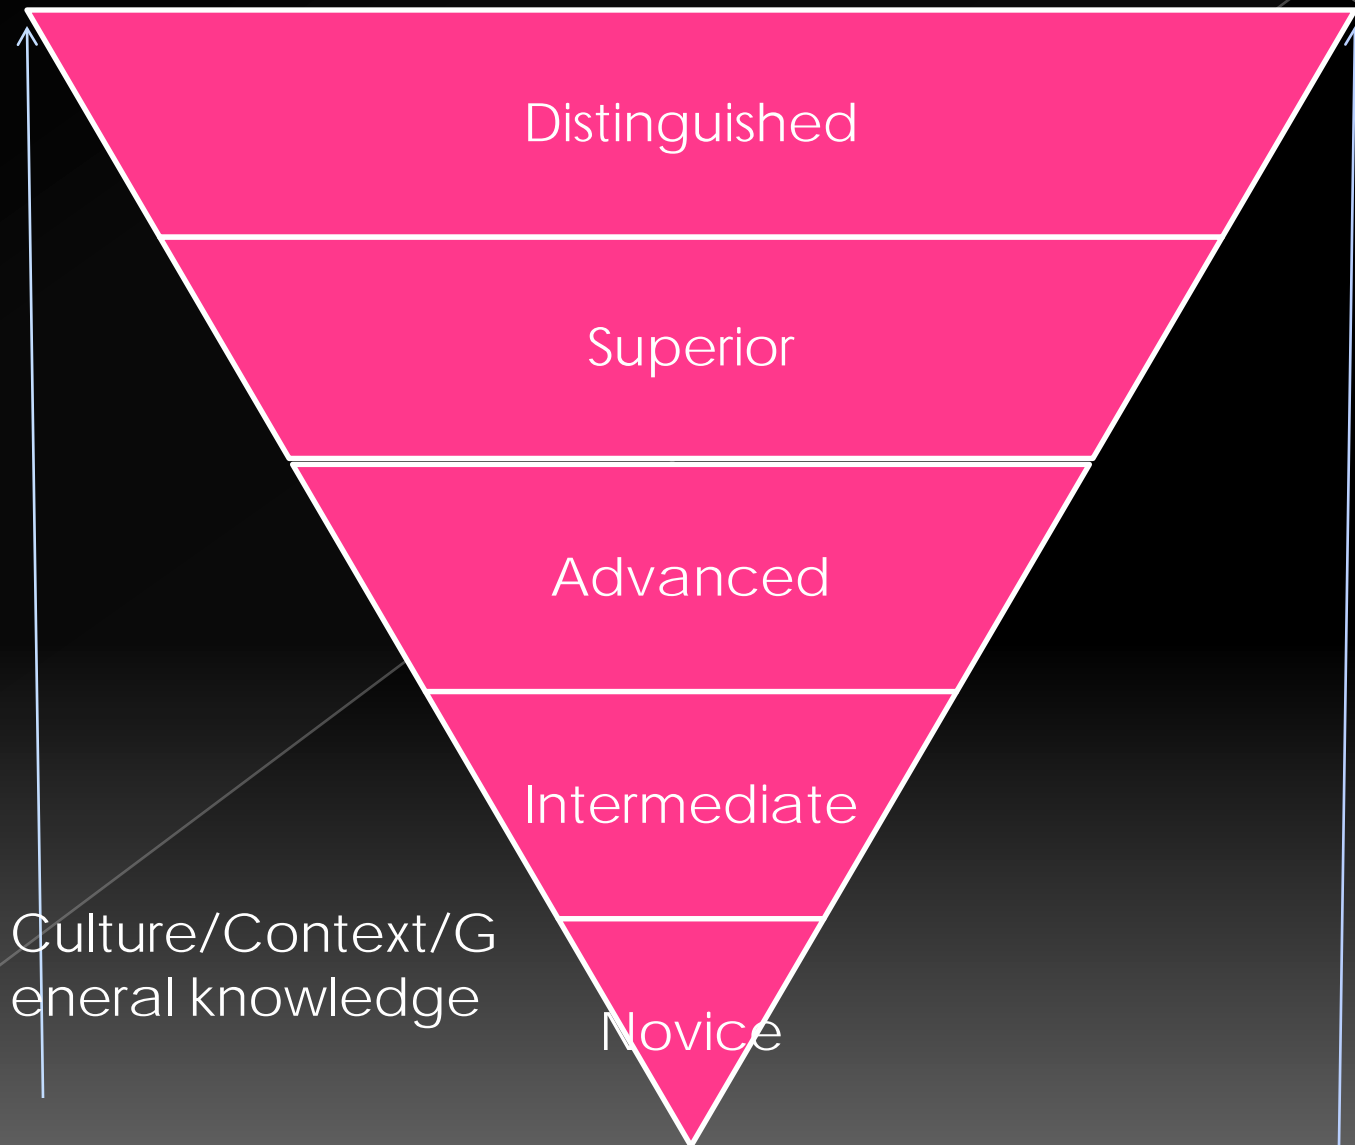 Distinguished
Superior
Advanced
Intermediate
Culture/Context/G
eneral knowledge
Novice